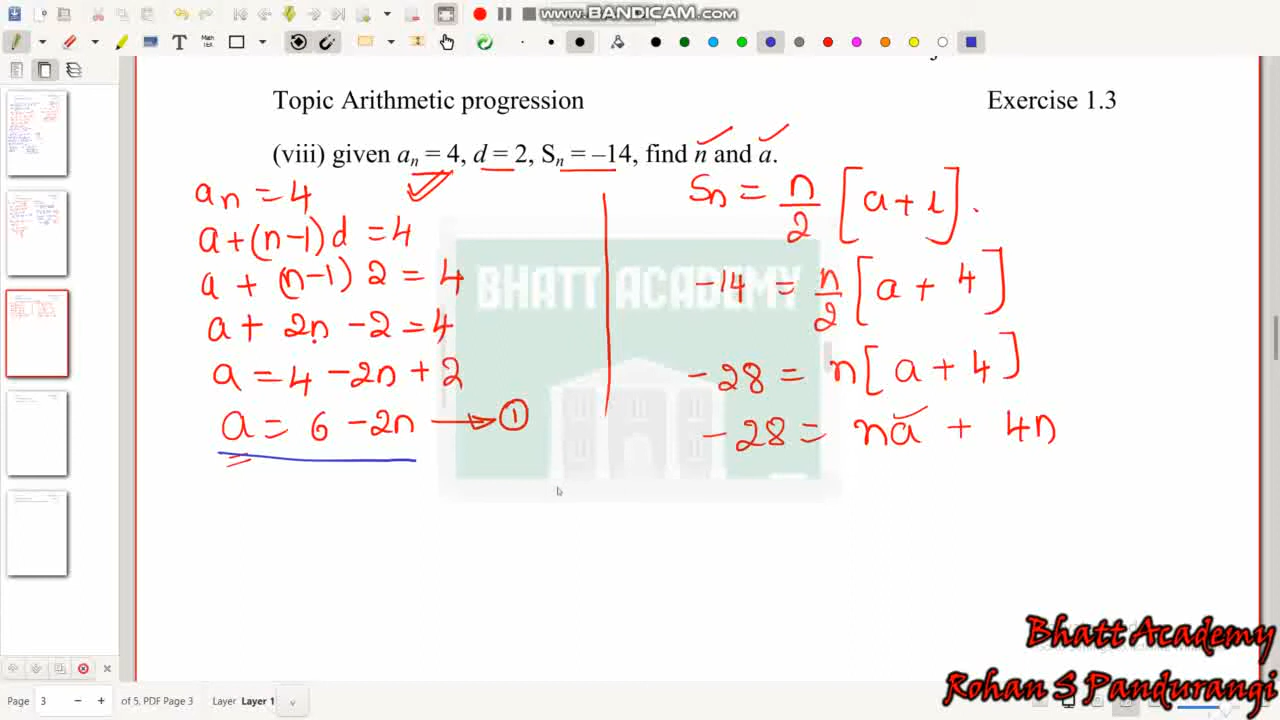 www.BANDICAM.com
Topic Arithmetic progression Exercise 1.3
(viii) given aₙ = 4, d = 2, Sₙ = –14, find n and a.
an = 4
a + (n-1) d = 4
a + (n-1) 2 = 4
a + 2n - 2 = 4
a = 4 - 2n + 2
a = 6 - 2n → ①
Sn = n/2 [a + l].
-14 = n/2 [a + 4]
-28 = n[a + 4]
-28 = na + 4n
BHATT ACADEMY
Bhatt Academy
Rohan S Pandurangi
Page 3 of 5. PDF Page 3 Layer Layer 1